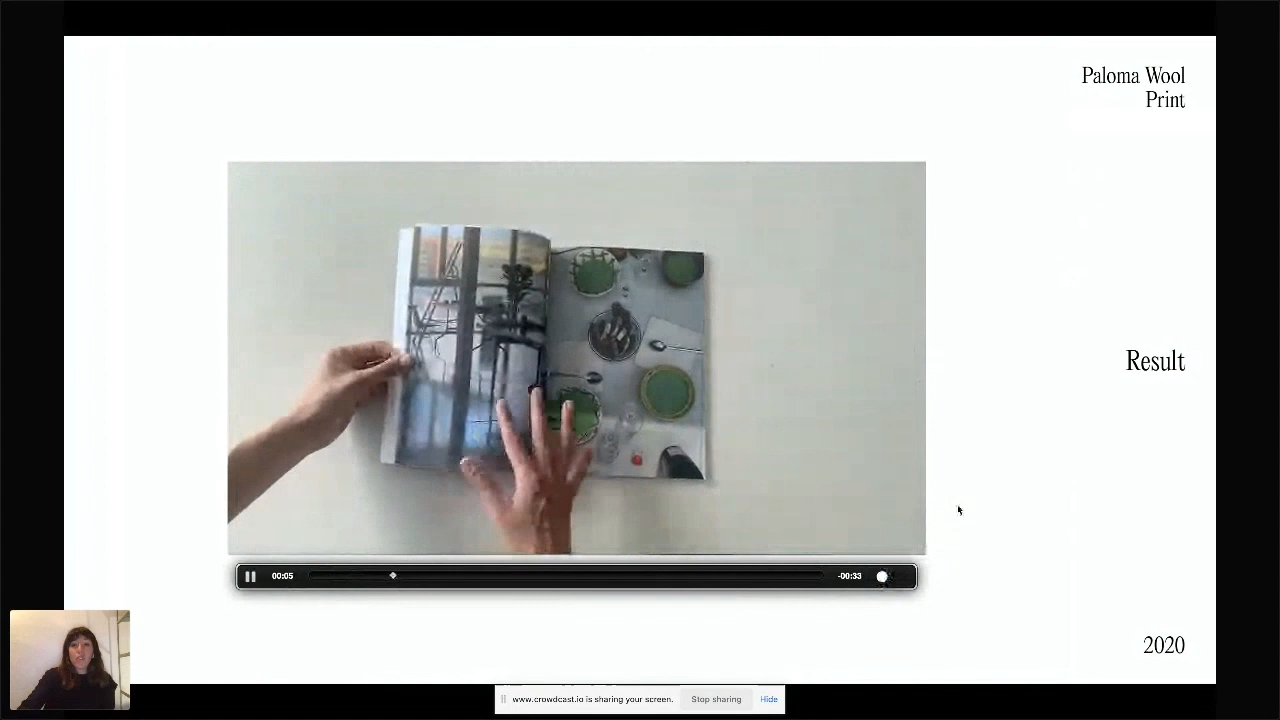 Paloma Wool
Print
Result
00:05
-00:33
2020
www.crowdcast.io is sharing your screen.
Stop sharing
Hide